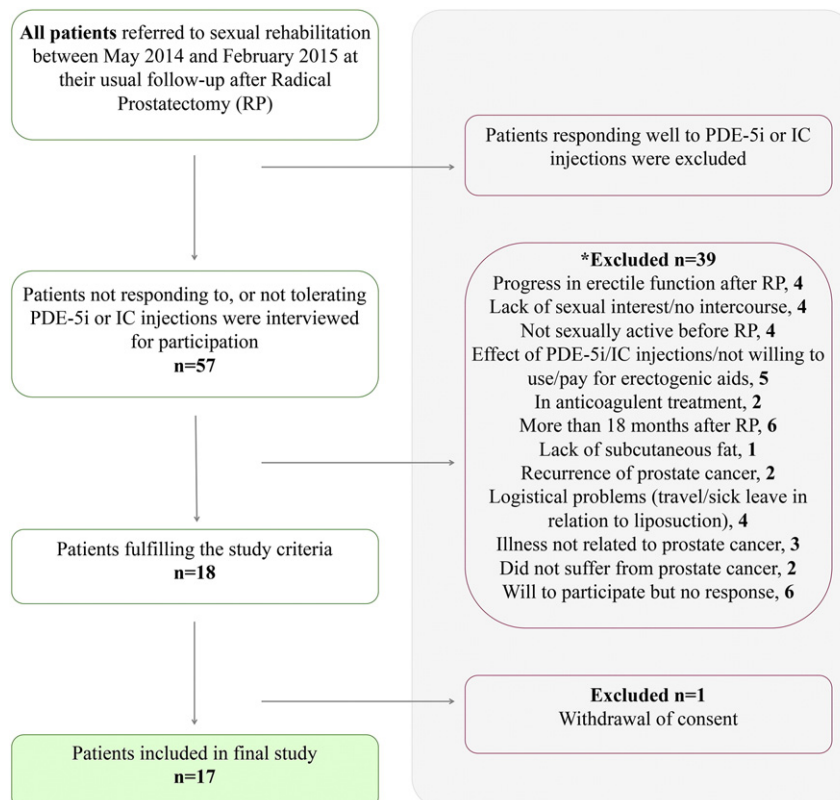 All patients referred to sexual rehabilitation
between May 2014 and February 2015 at
their usual follow-up after Radical
Prostatectomy (RP)
Patients responding well to PDE-5i or IC
injections were excluded
Patients not responding to, or not tolerating
PDE-5i or IC injections were interviewed
for participation
n=57
*Excluded n=39
Progress in erectile function after RP, 4
Lack of sexual interest/no intercourse, 4
Not sexually active before RP, 4
Effect of PDE-5i/IC injections/not willing to
use/pay for erectogenic aids, 5
In anticoagulent treatment, 2
More than 18 months after RP, 6
Lack of subcutaneous fat, 1
Recurrence of prostate cancer, 2
Logistical problems (travel/sick leave in
relation to liposuction), 4
Illness not related to prostate cancer, 3
Did not suffer from prostate cancer, 2
Will to participate but no response, 6
Patients fulfilling the study criteria
n=18
Excluded n=1
Withdrawal of consent
Patients included in final study
n=17